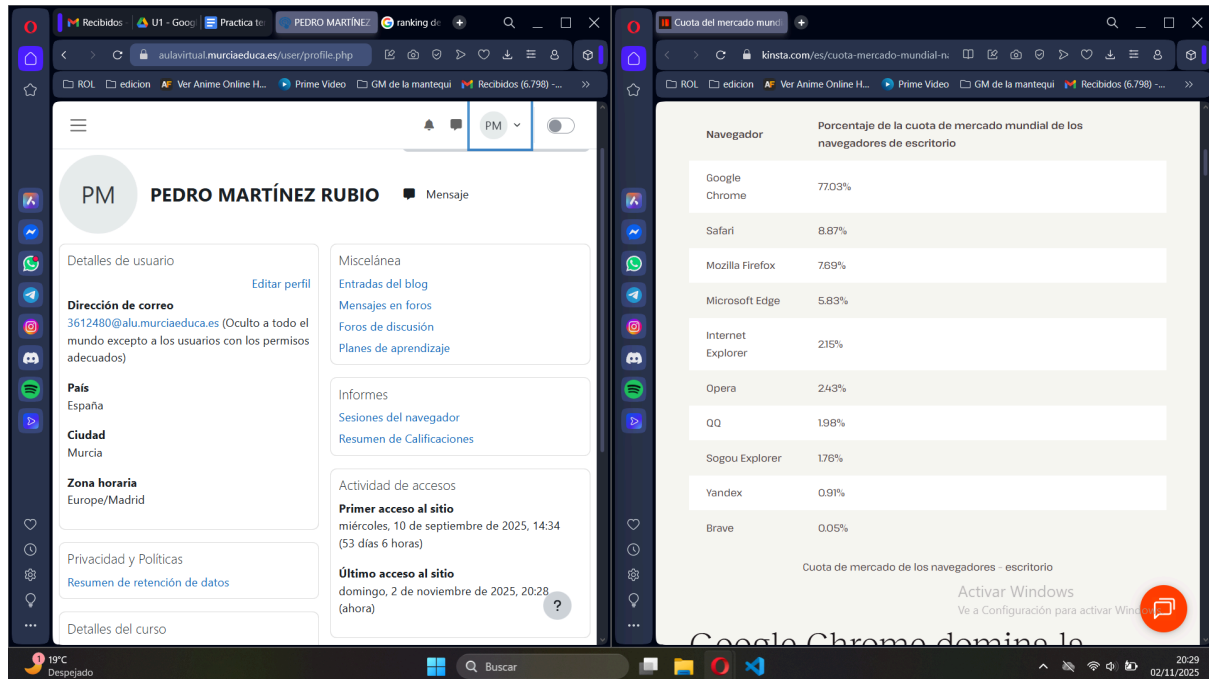 Recibidos
U1 - Goog
Practica te
PEDRO MARTÍNEZ
ranking de
aulavirtual.murciaeduca.es/user/profile.php
ROL
edicion
AF Ver Anime Online H...
Prime Video
GM de la mantequi
Recibidos (6.798) -...
PM
PM
PEDRO MARTÍNEZ RUBIO
Mensaje
Detalles de usuario
Editar perfil
Dirección de correo
3612480@alu.murciaeduca.es (Oculto a todo el
mundo excepto a los usuarios con los permisos
adecuados)
País
España
Ciudad
Murcia
Zona horaria
Europe/Madrid
Privacidad y Políticas
Resumen de retención de datos
Detalles del curso
Miscelánea
Entradas del blog
Mensajes en foros
Foros de discusión
Planes de aprendizaje
Informes
Sesiones del navegador
Resumen de Calificaciones
Actividad de accesos
Primer acceso al sitio
miércoles, 10 de septiembre de 2025, 14:34
(53 días 6 horas)
Último acceso al sitio
domingo, 2 de noviembre de 2025, 20:28
(ahora)
?
Cuota del mercado mundi
kinsta.com/es/cuota-mercado-mundial-n
ROL
edicion
AF Ver Anime Online H...
Prime Video
GM de la mantequi
Recibidos (6.798) -...
Navegador
Porcentaje de la cuota de mercado mundial de los
navegadores de escritorio
Google
Chrome
77.03%
Safari
8.87%
Mozilla Firefox
7.69%
Microsoft Edge
5.83%
Internet
Explorer
2.15%
Opera
2.43%
QQ
1.98%
Sogou Explorer
1.76%
Yandex
0.91%
Brave
0.05%
Cuota de mercado de los navegadores - escritorio
Activar Windows
Ve a Configuración para activar Windows
Google Chrome domina la
1
19°C
Despejado
Buscar
20:29
02/11/2025